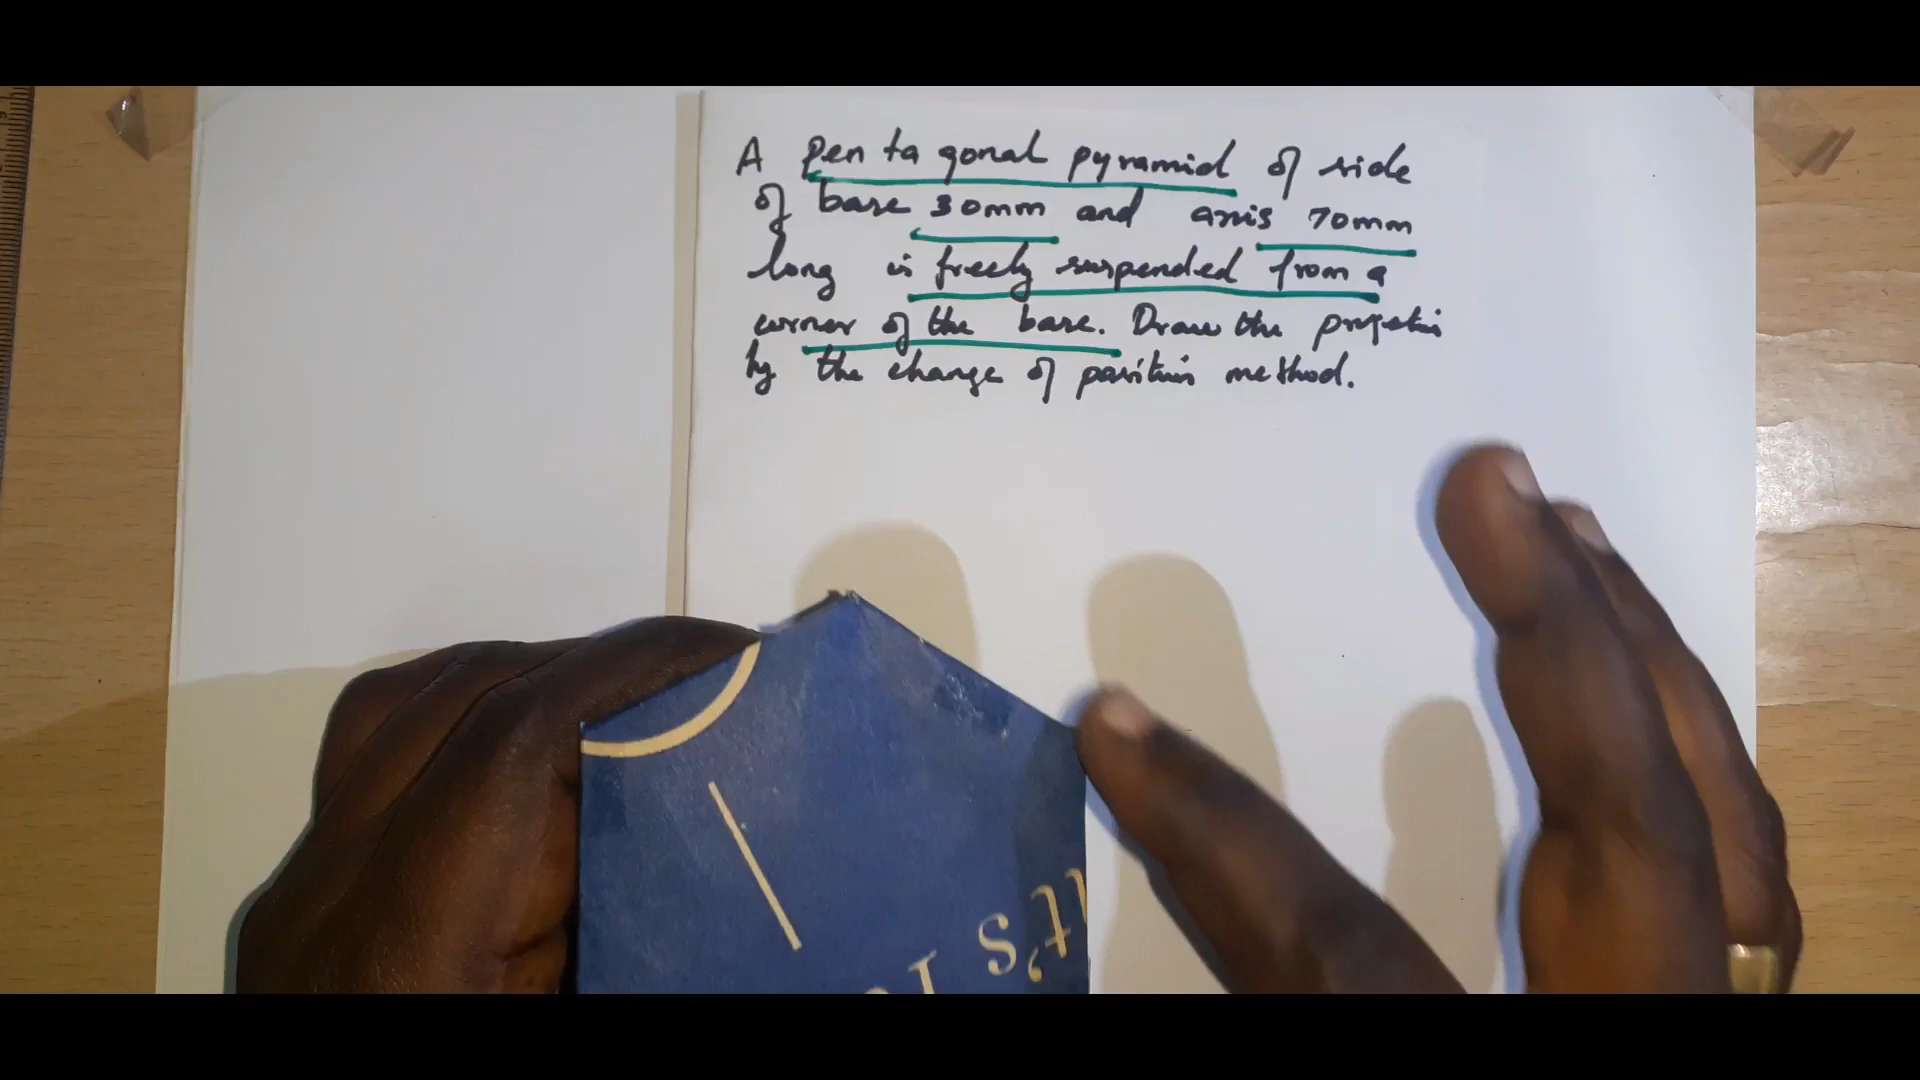 A pentagonal pyramid of side
of base 30mm and axis 70mm
long is freely suspended from a
corner of the base. Draw the projections
by the change of position method.